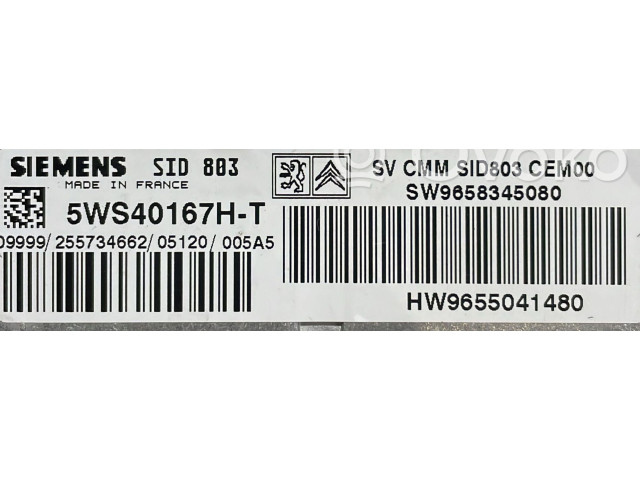 SIEMENS SID 803
MADE IN FRANCE
5WS40167H-T
09999/255734662/05120/005A5
SV CMM SID803 CEM00
SW9658345080
HW9655041480